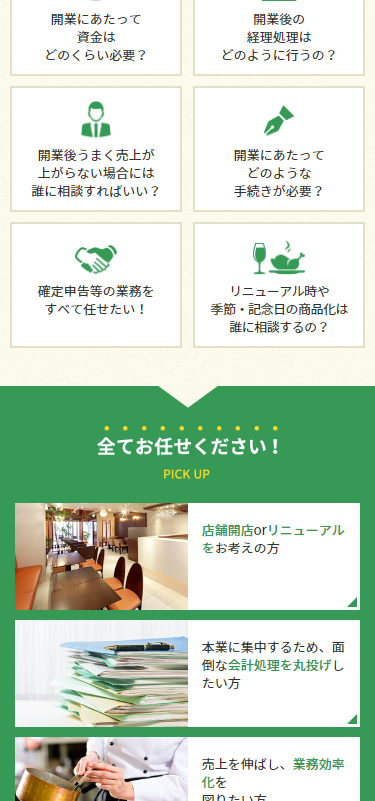 開業にあたって
資金は
どのくらい必要？
開業後の
経理処理は
どのように行うの？
開業後うまく売上が
上がらない場合には
誰に相談すればいい？
開業にあたって
どのような
手続きが必要？
確定申告等の業務を
すべて任せたい！
リニューアル時や
季節・記念日の商品化は
誰に相談するの？
全てお任せください！
PICK UP
店舗開店orリニューアル
をお考えの方
本業に集中するため、面
倒な会計処理を丸投げし
たい方
売上を伸ばし、業務効率
化を
図りたい方